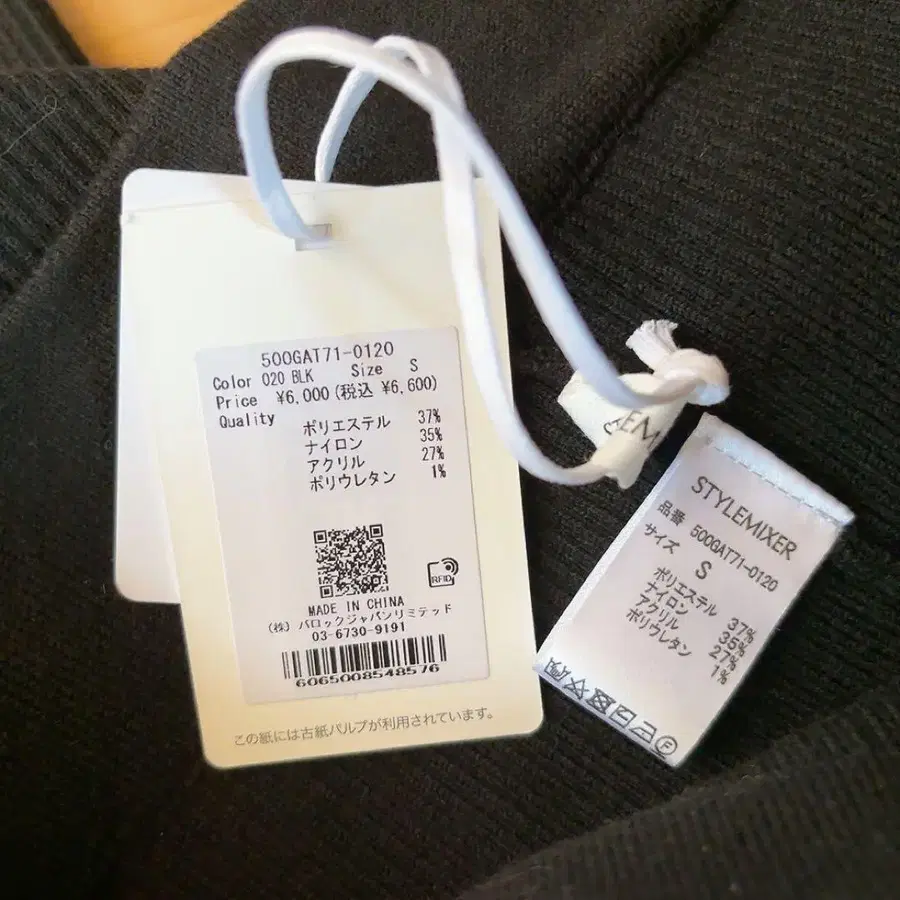 500GAT71-0120
Color 020 BLK Size S
Price ¥6,000(税込 ¥6,600)
Quality
ポリエステル 37%
ナイロン 35%
アクリル 27%
ポリウレタン 1%
RFID
MADE IN CHINA
(株) バロックジャパンリミテッド
03-6730-9191
6065008548576
この紙には古紙パルプが利用されています。
STYLEMIXER
品番 500GAT71-0120
サイズ
S
ポリエステル 37%
ナイロン 35%
アクリル 27%
ポリウレタン 1%